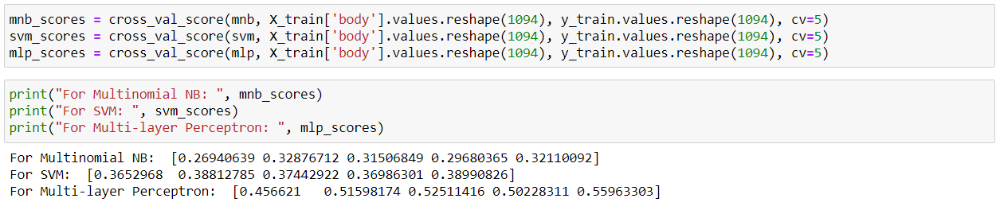 mnb_scores = cross_val_score(mnb, X_train['body'].values.reshape(1094), y_train.values.reshape(1094), cv=5)
svm_scores = cross_val_score(svm, X_train['body'].values.reshape(1094), y_train.values.reshape(1094), cv=5)
mlp_scores = cross_val_score(mlp, X_train['body'].values.reshape(1094), y_train.values.reshape(1094), cv=5)
print("For Multinomial NB: ", mnb_scores)
print("For SVM: ", svm_scores)
print("For Multi-layer Perceptron: ", mlp_scores)
For Multinomial NB:  [0.26940639 0.32876712 0.31506849 0.29680365 0.32110092]
For SVM:  [0.3652968  0.38812785 0.37442922 0.36986301 0.38990826]
For Multi-layer Perceptron:  [0.456621   0.51598174 0.52511416 0.50228311 0.55963303]